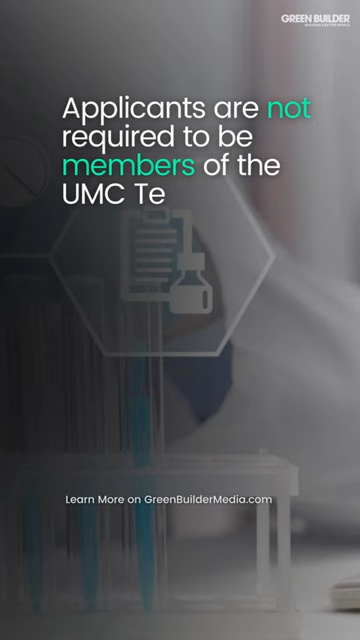 GREEN BUILDER
Applicants are not
required to be
members of the
UMC Te
Learn More on GreenBuilderMedia.com